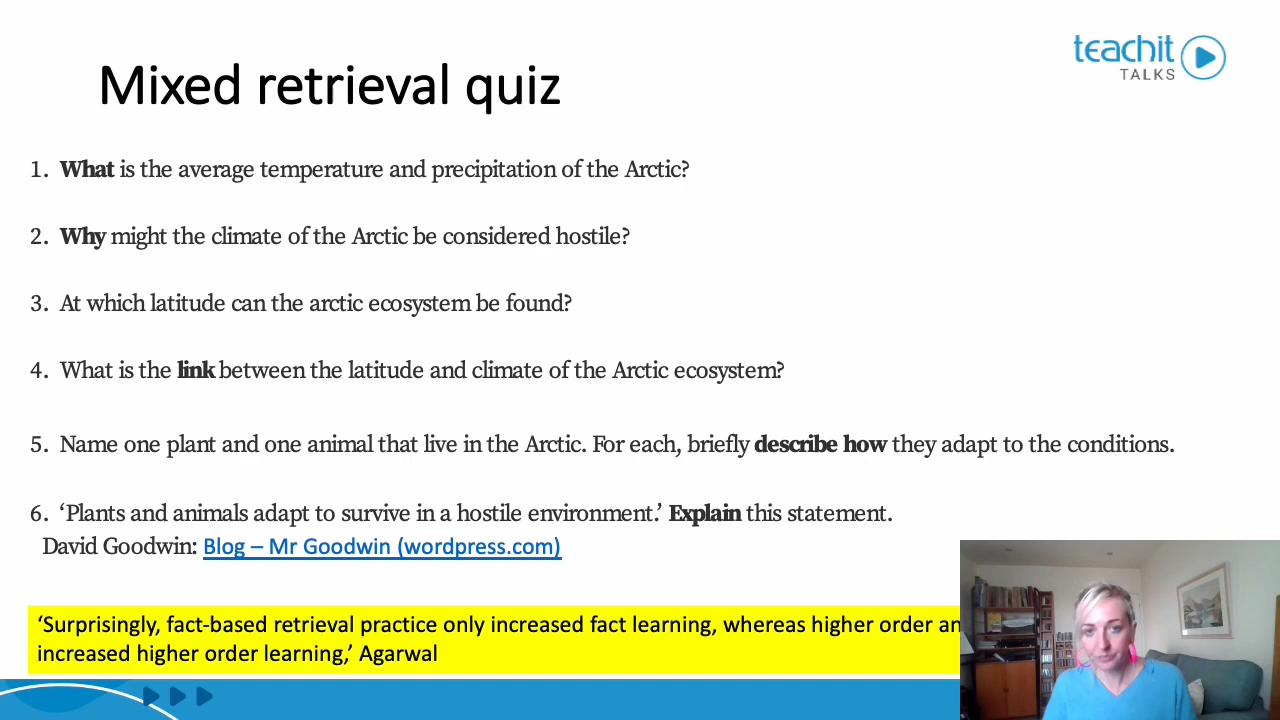 teachit
TALKS
Mixed retrieval quiz
1. What is the average temperature and precipitation of the Arctic?
2. Why might the climate of the Arctic be considered hostile?
3. At which latitude can the arctic ecosystem be found?
4. What is the link between the latitude and climate of the Arctic ecosystem?
5. Name one plant and one animal that live in the Arctic. For each, briefly describe how they adapt to the conditions.
6. ‘Plants and animals adapt to survive in a hostile environment.’ Explain this statement.
David Goodwin: Blog – Mr Goodwin (wordpress.com)
‘Surprisingly, fact-based retrieval practice only increased fact learning, whereas higher order
increased higher order learning,’ Agarwal